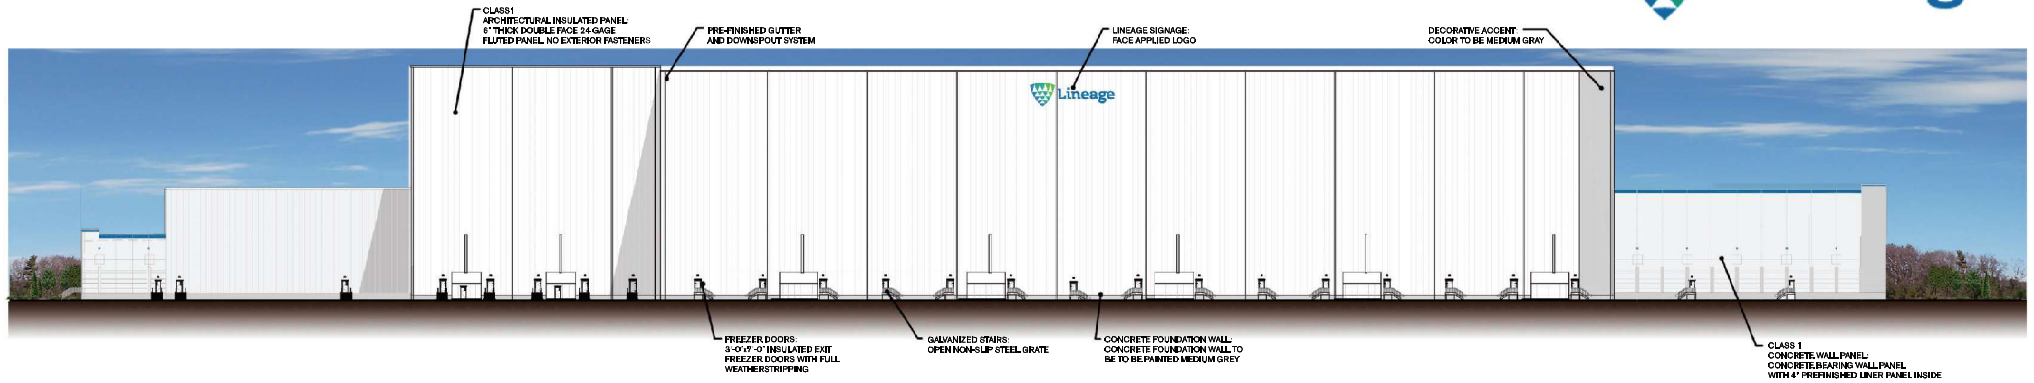 CLASS 1
ARCHITECTURAL INSULATED PANEL:
6" THICK DOUBLE FACE 24 GAGE
FLUTED PANEL. NO EXTERIOR FASTENERS
PRE-FINISHED GUTTER
AND DOWNSPOUT SYSTEM
LINEAGE SIGNAGE:
FACE APPLIED LOGO
DECORATIVE ACCENT:
COLOR TO BE MEDIUM GRAY
Lineage
FREEZER DOORS:
3'-0"x7'-0" INSULATED EXIT
FREEZER DOORS WITH FULL
WEATHERSTRIPPING
GALVANIZED STAIRS:
OPEN NON-SLIP STEEL GRATE
CONCRETE FOUNDATION WALL:
CONCRETE FOUNDATION WALL TO
BE TO BE PAINTED MEDIUM GREY
CLASS 1
CONCRETE WALL PANEL:
CONCRETE BEARING WALL PANEL
WITH 4" PREFINISHED LINER PANEL INSIDE